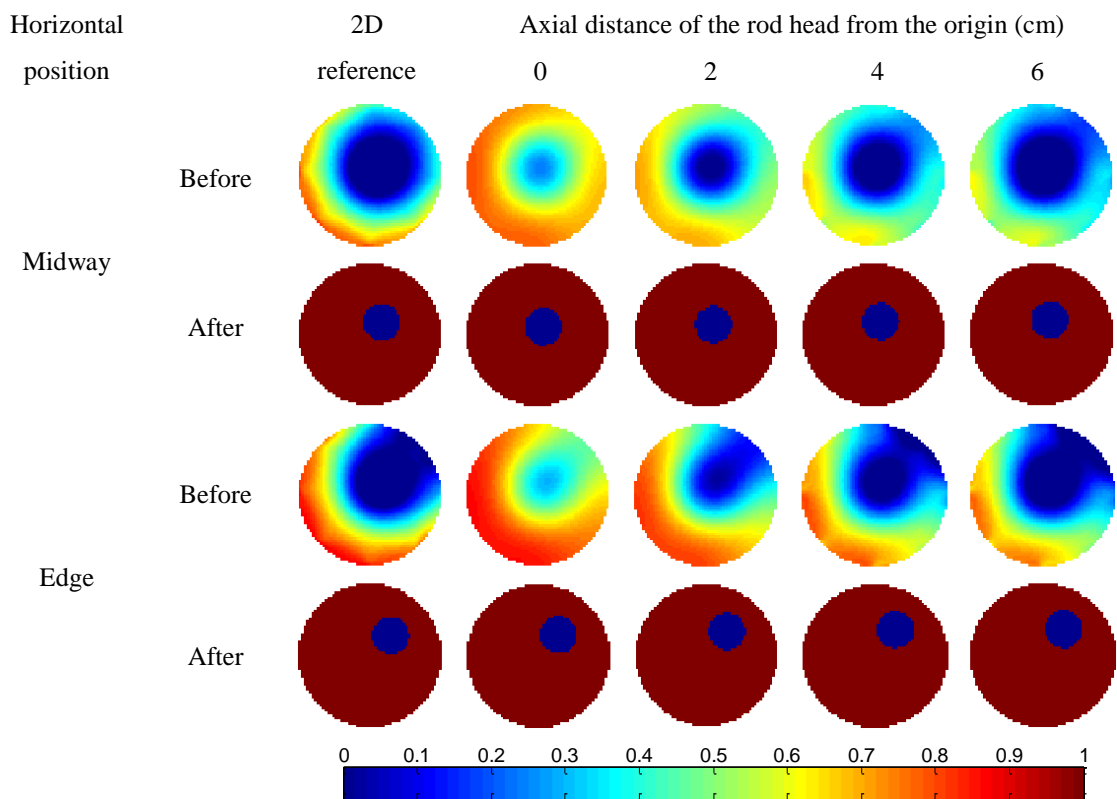 Horizontal 2D Axial distance of the rod head from the origin (cm)
position reference 0 2 4 6
Before
Midway
After
Before
Edge
After
0 0.1 0.2 0.3 0.4 0.5 0.6 0.7 0.8 0.9 1